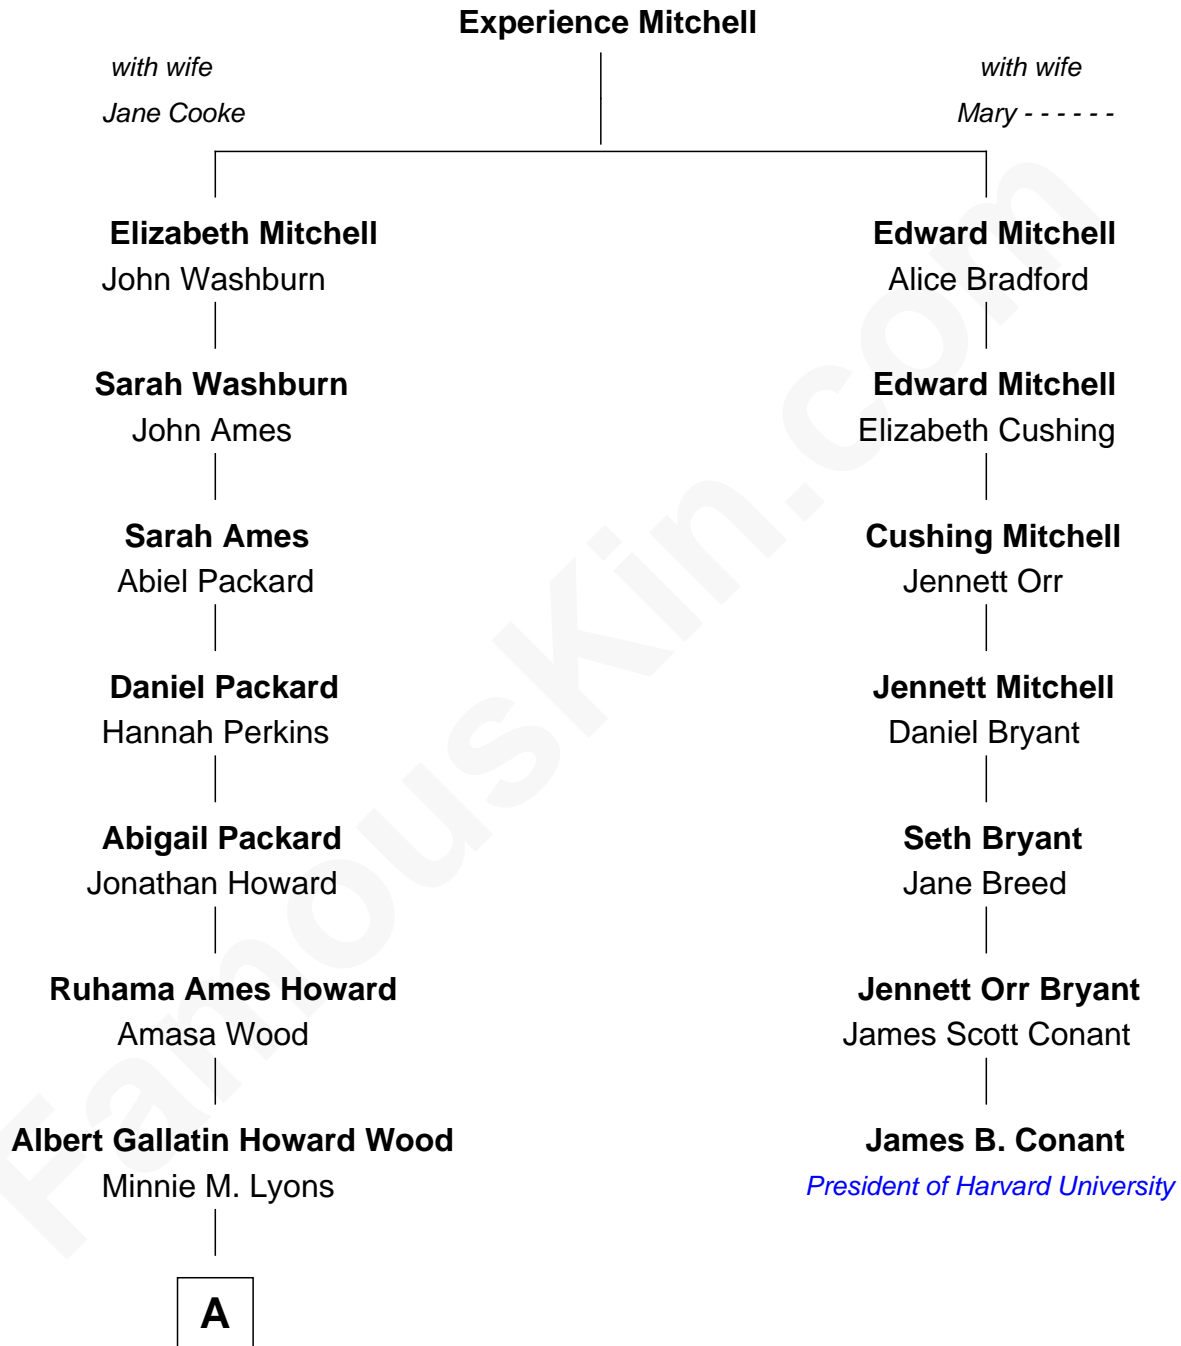 Experience Mitchell
with wife
Jane Cooke
with wife
Mary - - - - - -
Elizabeth Mitchell
John Washburn
Edward Mitchell
Alice Bradford
Sarah Washburn
John Ames
Edward Mitchell
Elizabeth Cushing
Sarah Ames
Abiel Packard
Cushing Mitchell
Jennett Orr
Daniel Packard
Hannah Perkins
Jennett Mitchell
Daniel Bryant
Abigail Packard
Jonathan Howard
Seth Bryant
Jane Breed
Ruhama Ames Howard
Amasa Wood
Jennett Orr Bryant
James Scott Conant
Albert Gallatin Howard Wood
Minnie M. Lyons
James B. Conant
President of Harvard University
A
FamousKin.com